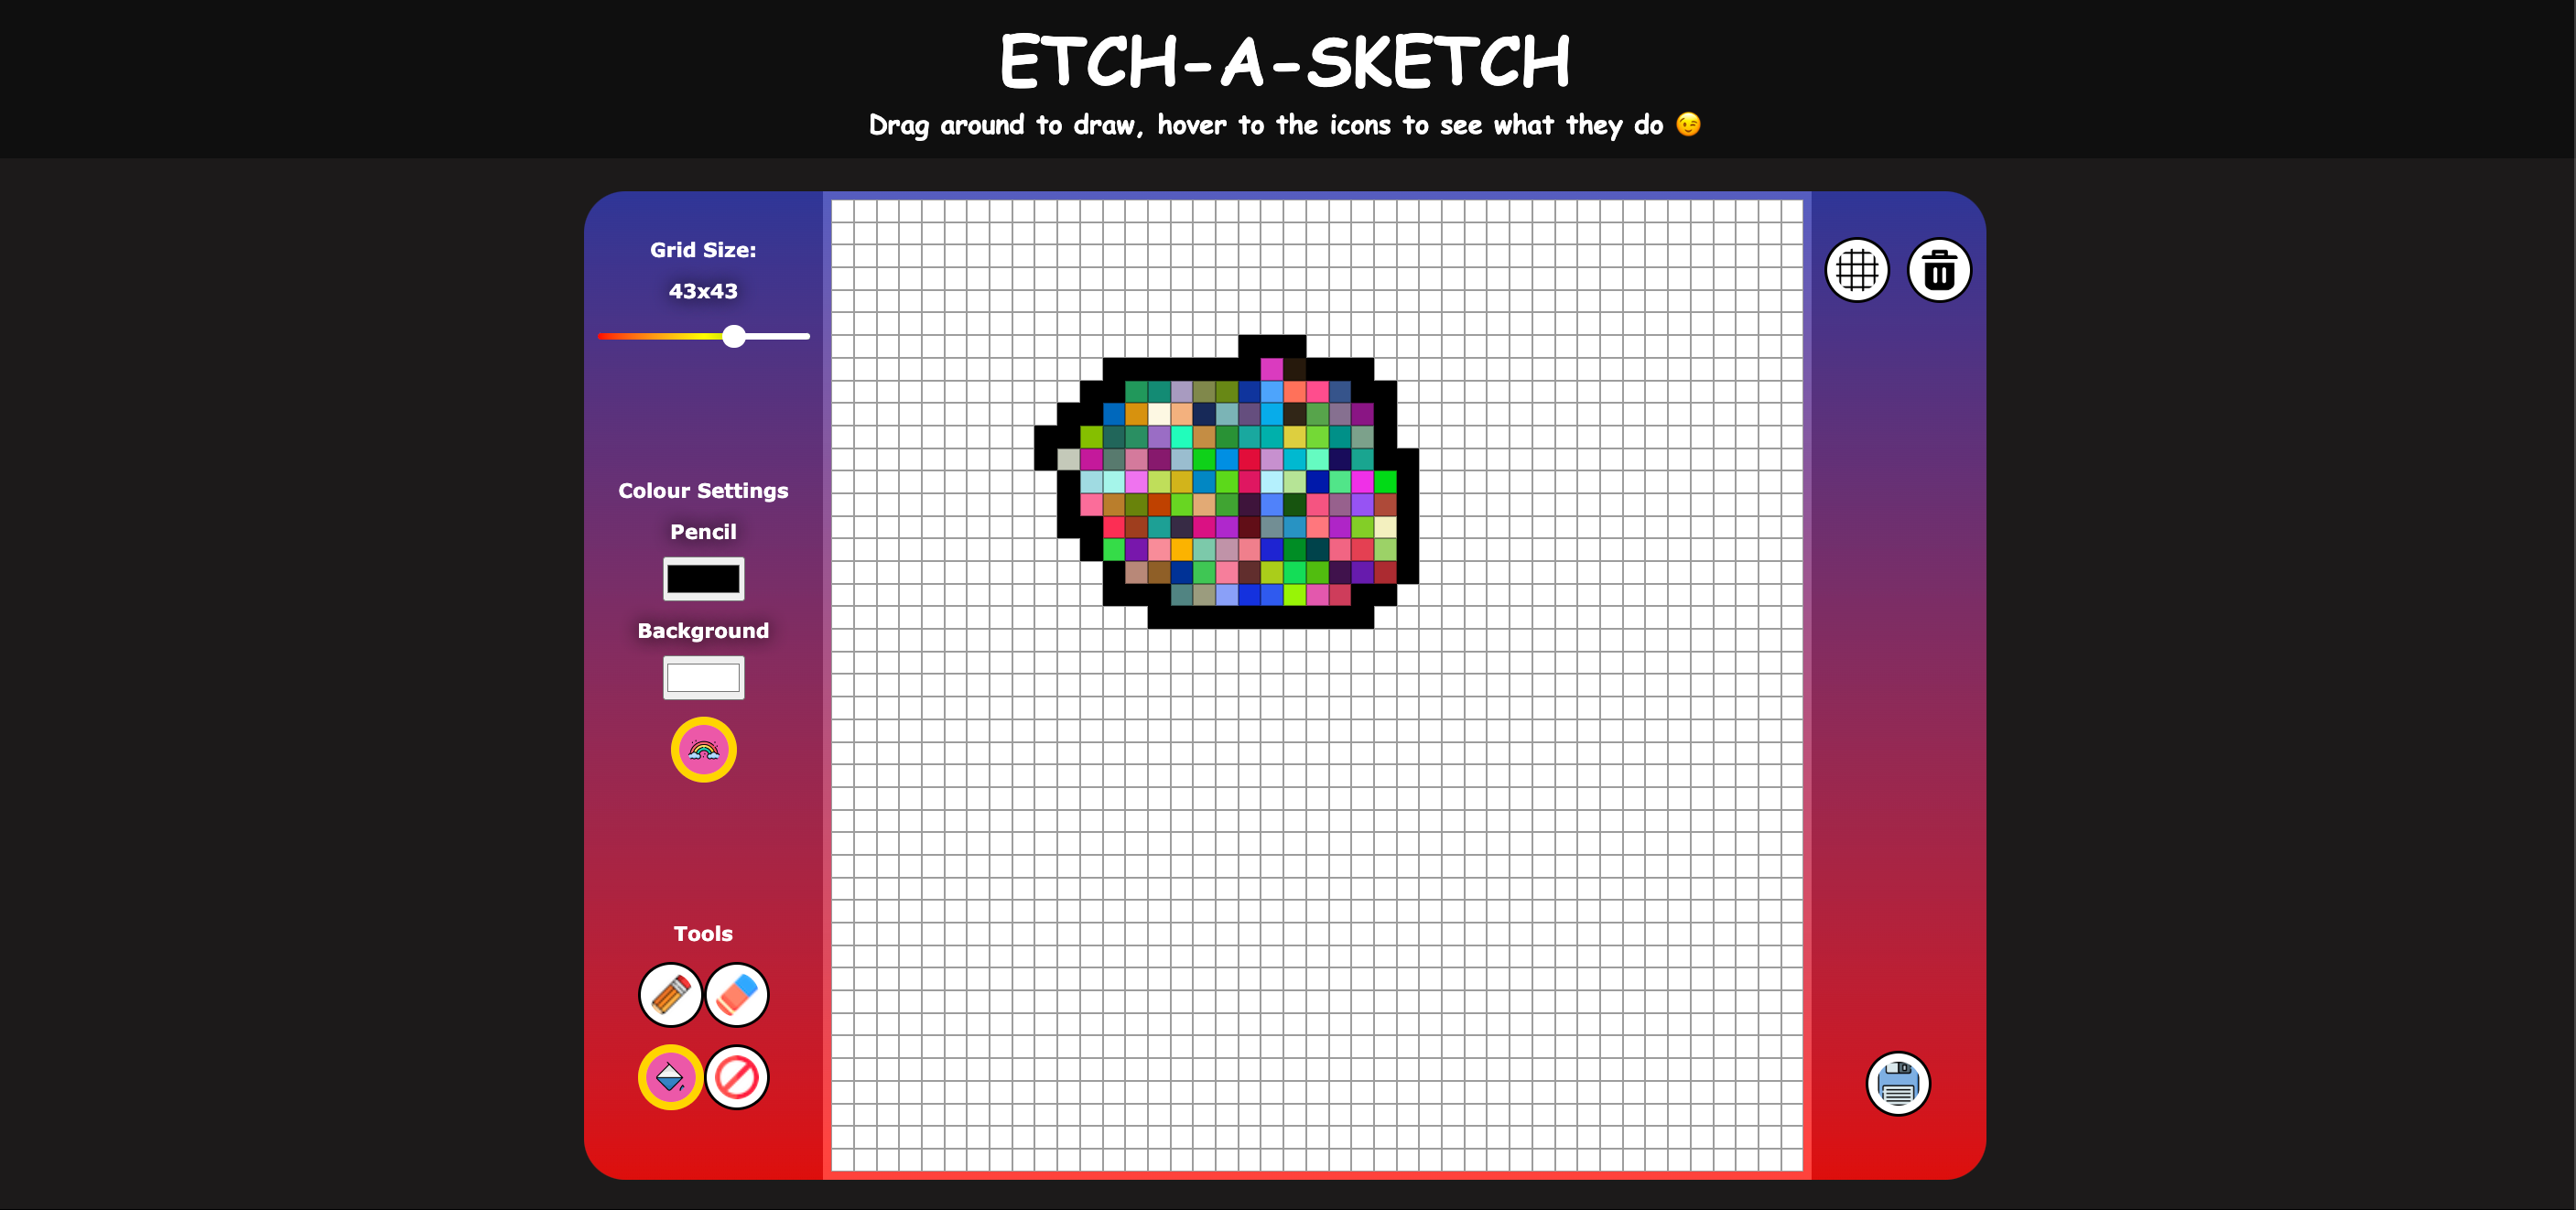 ETCH-A-SKETCH
Drag around to draw, hover to the icons to see what they do 😉
Grid Size:
43x43
Colour Settings
Pencil
Background
Tools